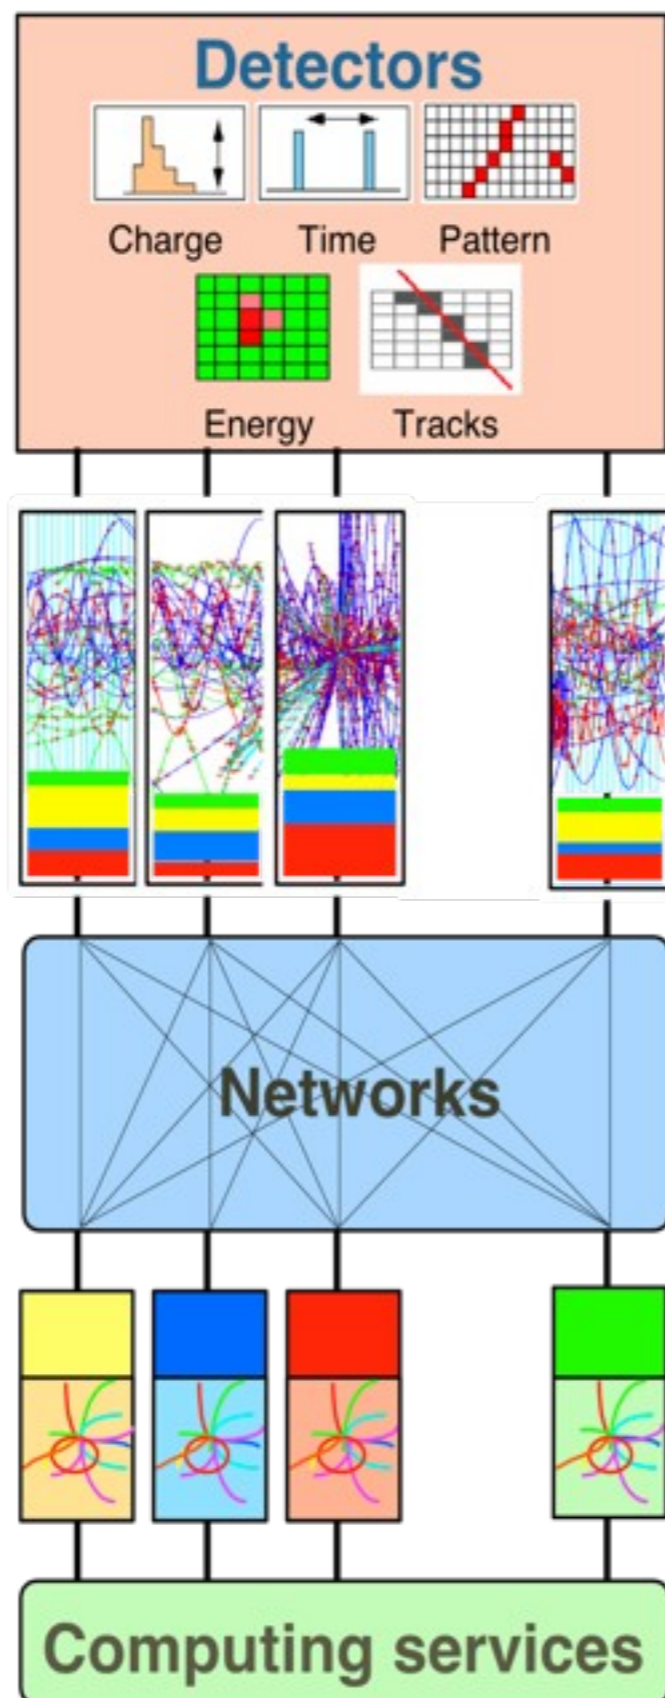 Detectors
Charge Time Pattern
Energy Tracks
Networks
Computing services